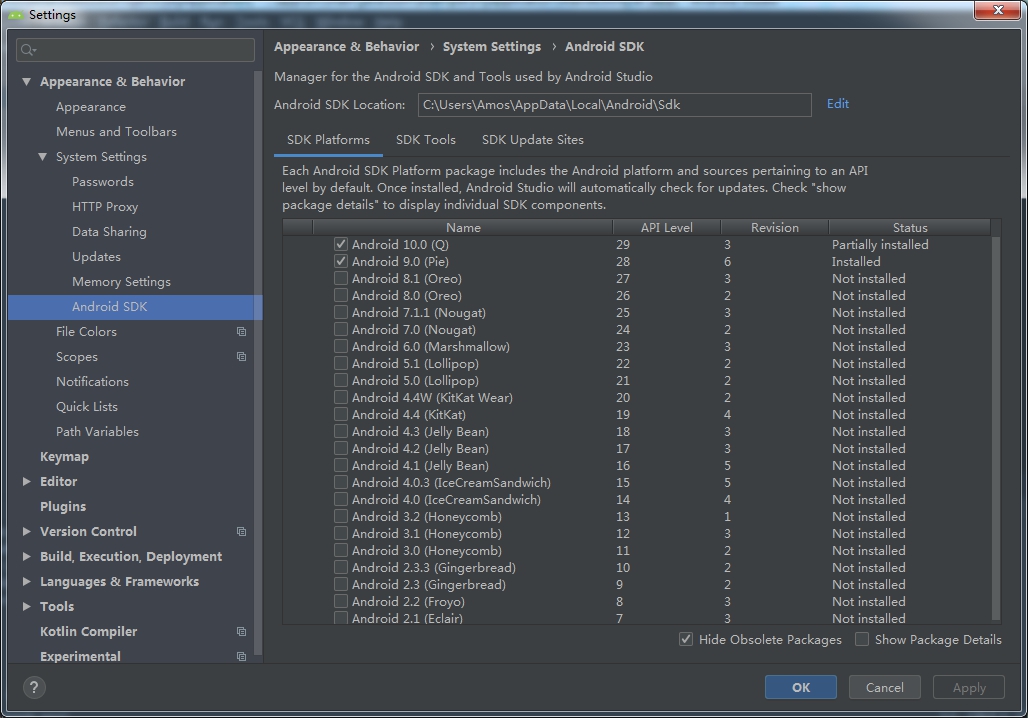 Settings
Appearance & Behavior
Appearance
Menus and Toolbars
System Settings
Passwords
HTTP Proxy
Data Sharing
Updates
Memory Settings
Android SDK
File Colors
Scopes
Notifications
Quick Lists
Path Variables
Keymap
Editor
Plugins
Version Control
Build, Execution, Deployment
Languages & Frameworks
Tools
Kotlin Compiler
Experimental
Appearance & Behavior › System Settings › Android SDK
Manager for the Android SDK and Tools used by Android Studio
Android SDK Location: C:\Users\Amos\AppData\Local\Android\Sdk Edit
SDK Platforms SDK Tools SDK Update Sites
Each Android SDK Platform package includes the Android platform and sources pertaining to an API
level by default. Once installed, Android Studio will automatically check for updates. Check "show
package details" to display individual SDK components.
Name API Level Revision Status
Android 10.0 (Q) 29 3 Partially installed
Android 9.0 (Pie) 28 6 Installed
Android 8.1 (Oreo) 27 3 Not installed
Android 8.0 (Oreo) 26 2 Not installed
Android 7.1.1 (Nougat) 25 3 Not installed
Android 7.0 (Nougat) 24 2 Not installed
Android 6.0 (Marshmallow) 23 3 Not installed
Android 5.1 (Lollipop) 22 2 Not installed
Android 5.0 (Lollipop) 21 2 Not installed
Android 4.4W (KitKat Wear) 20 2 Not installed
Android 4.4 (KitKat) 19 4 Not installed
Android 4.3 (Jelly Bean) 18 3 Not installed
Android 4.2 (Jelly Bean) 17 3 Not installed
Android 4.1 (Jelly Bean) 16 5 Not installed
Android 4.0.3 (IceCreamSandwich) 15 5 Not installed
Android 4.0 (IceCreamSandwich) 14 4 Not installed
Android 3.2 (Honeycomb) 13 1 Not installed
Android 3.1 (Honeycomb) 12 3 Not installed
Android 3.0 (Honeycomb) 11 2 Not installed
Android 2.3.3 (Gingerbread) 10 2 Not installed
Android 2.3 (Gingerbread) 9 2 Not installed
Android 2.2 (Froyo) 8 3 Not installed
Android 2.1 (Eclair) 7 3 Not installed
Hide Obsolete Packages Show Package Details
? OK Cancel Apply